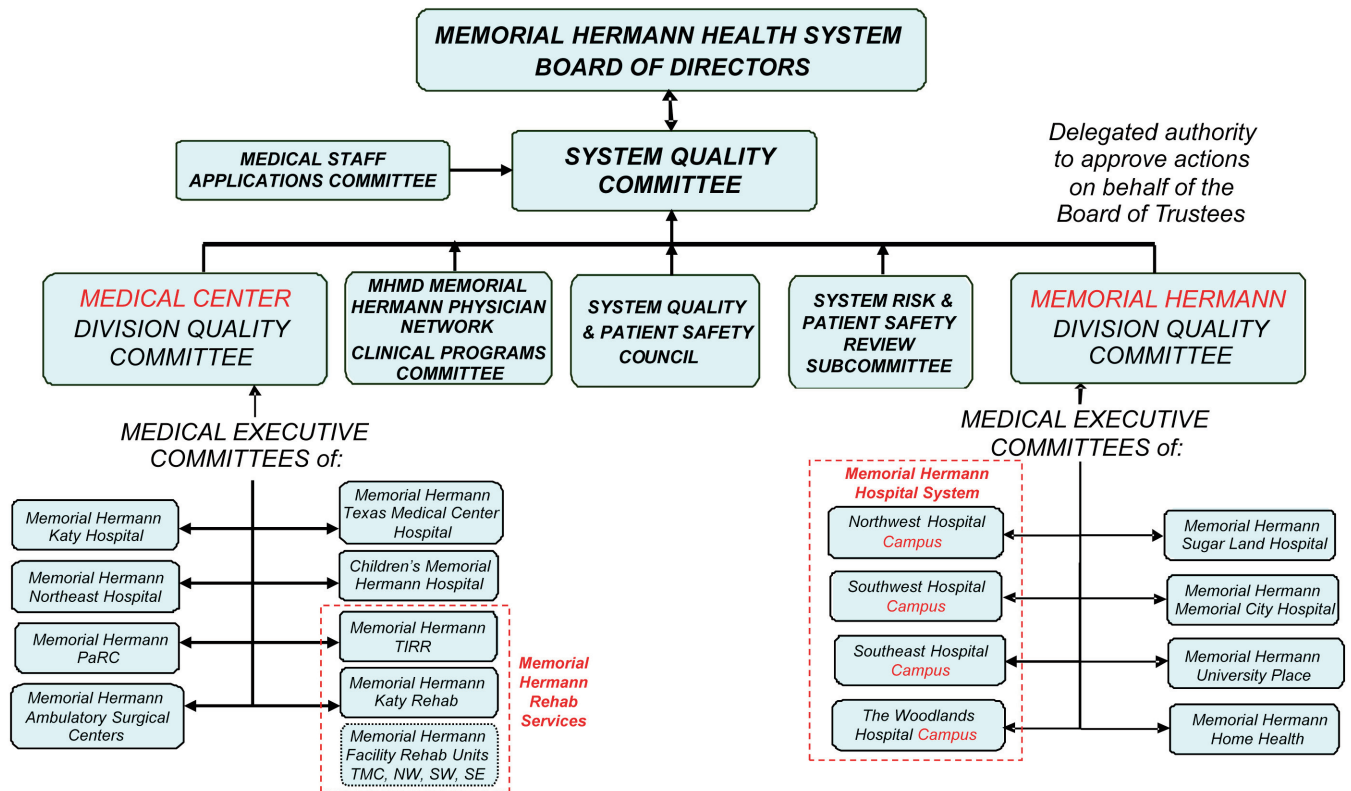 MEMORIAL HERMANN HEALTH SYSTEM
BOARD OF DIRECTORS
MEDICAL STAFF
APPLICATIONS COMMITTEE
SYSTEM QUALITY
COMMITTEE
Delegated authority
to approve actions
on behalf of the
Board of Trustees
MEDICAL CENTER
DIVISION QUALITY
COMMITTEE
MHMD MEMORIAL
HERMANN PHYSICIAN
NETWORK
CLINICAL PROGRAMS
COMMITTEE
SYSTEM QUALITY
& PATIENT SAFETY
COUNCIL
SYSTEM RISK &
PATIENT SAFETY
REVIEW
SUBCOMMITTEE
MEMORIAL HERMANN
DIVISION QUALITY
COMMITTEE
MEDICAL EXECUTIVE
COMMITTEES of:
Memorial Hermann
Katy Hospital
Memorial Hermann
Northeast Hospital
Memorial Hermann
PaRC
Memorial Hermann
Ambulatory Surgical
Centers
Memorial Hermann
Texas Medical Center
Hospital
Children's Memorial
Hermann Hospital
Memorial Hermann
TIRR
Memorial Hermann
Katy Rehab
Memorial Hermann
Facility Rehab Units
TMC, NW, SW, SE
Memorial
Hermann
Rehab
Services
MEDICAL EXECUTIVE
COMMITTEES of:
Memorial Hermann
Hospital System
Northwest Hospital
Campus
Southwest Hospital
Campus
Southeast Hospital
Campus
The Woodlands
Hospital Campus
Memorial Hermann
Sugar Land Hospital
Memorial Hermann
Memorial City Hospital
Memorial Hermann
University Place
Memorial Hermann
Home Health